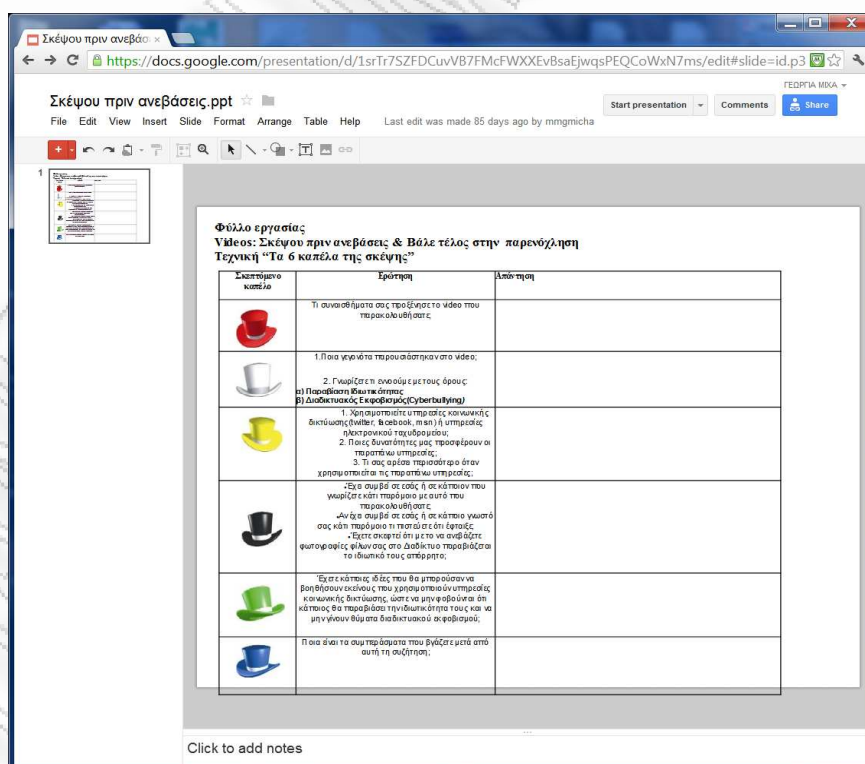 Σκέψου πριν ανεβάσ
https://docs.google.com/presentation/d/1srTr7SZFDCuvVB7FMcFWXXEvBsaEjwqsPEQCoWxN7ms/edit#slide=id.p3
ΓΕΩΡΓΙΑ ΜΙΧΑ
Σκέψου πριν ανεβάσεις.ppt
Start presentation Comments Share
File Edit View Insert Slide Format Arrange Table Help Last edit was made 85 days ago by mmgmicha
1
Φύλλο εργασίας
Videos: Σκέψου πριν ανεβάσεις & Βάλε τέλος στην παρενόχληση
Τεχνική “Τα 6 καπέλα της σκέψης”
Σκεπτόμενο
καπέλο
Ερώτηση
Απάντηση
Τι συναισθήματα σας προξένησε το video που
παρακολουθήσατε;
1.Ποια γεγονότα παρουσιάστηκαν στο video;
2. Γνωρίζετε τι εννοούμε με τους όρους:
α) Παραβίαση Ιδιωτικότητας
β) Διαδικτυακός Εκφοβισμός(Cyberbullying)
1. Χρησιμοποιείτε υπηρεσίες κοινωνικής
δικτύωσης(twitter, facebook, msn) ή υπηρεσίες
ηλεκτρονικού ταχυδρομείου;
2. Ποιες δυνατότητες μας προσφέρουν οι
παραπάνω υπηρεσίες;
3. Τι σας αρέσει περισσότερο όταν
χρησιμοποιείται τις παραπάνω υπηρεσίες;
•Έχει συμβεί σε εσάς ή σε κάποιον που
γνωρίζετε κάτι παρόμοιο με αυτό που
παρακολουθήσατε;
•Αν έχει συμβεί σε εσάς ή σε κάποιο γνωστό
σας κάτι παρόμοιο τι πιστεύετε ότι έφταιξε;
•Έχετε σκεφτεί ότι με το να ανεβάζετε
φωτογραφίες φίλων σας στο Διαδίκτυο παραβιάζεται
το ιδιωτικό τους απόρρητο;
Έχετε κάποιες ιδέες που θα μπορούσαν να
βοηθήσουν εκείνους που χρησιμοποιούν υπηρεσίες
κοινωνικής δικτύωσης, ώστε να μην φοβούνται ότι
κάποιος θα παραβιάσει την ιδιωτικότητα τους και να
μην γίνουν θύματα διαδικτυακού εκφοβισμού;
Ποια είναι τα συμπεράσματα που βγάζετε μετά από
αυτή τη συζήτηση;
Click to add notes